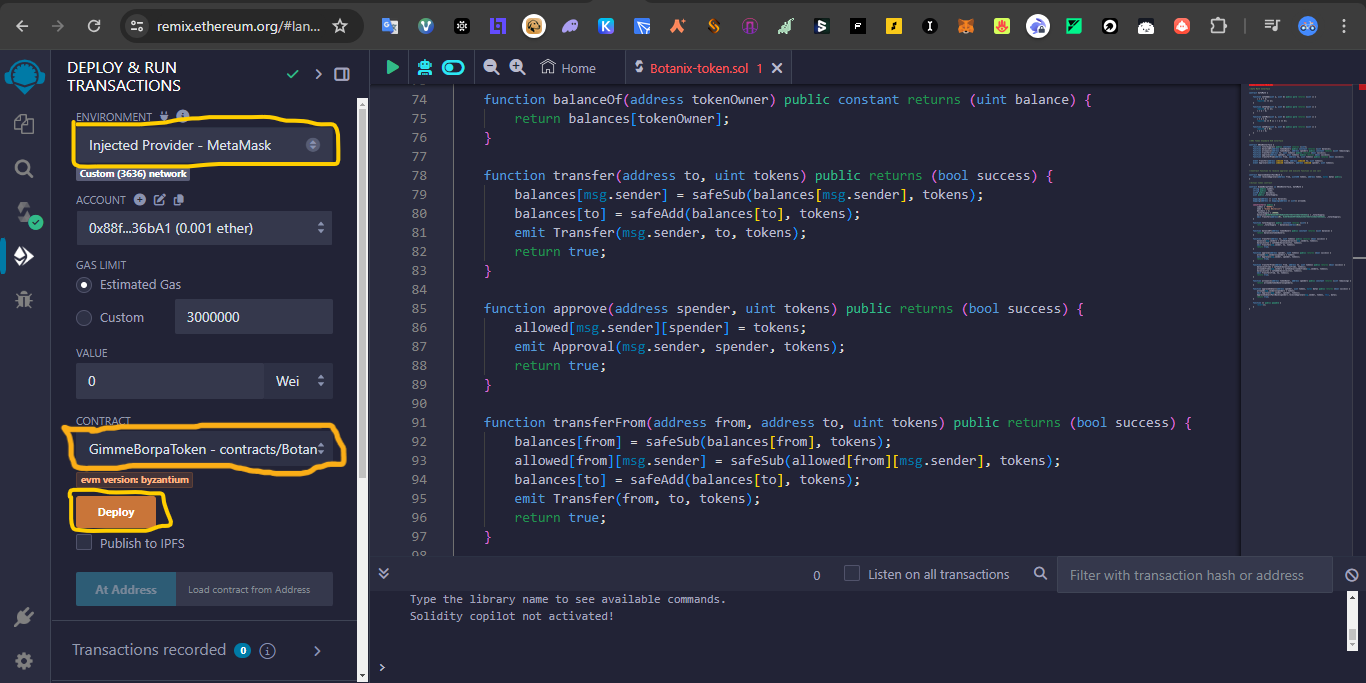 remix.ethereum.org/#lan...
DEPLOY & RUN
TRANSACTIONS
ENVIRONMENT
Injected Provider - MetaMask
Custom (3636) network
ACCOUNT
0x88f...36bA1 (0.001 ether)
GAS LIMIT
Estimated Gas
Custom
3000000
VALUE
0
Wei
CONTRACT
GimmeBorpaToken - contracts/Botan
evm version: byzantium
Deploy
Publish to IPFS
At Address
Load contract from Address
Transactions recorded 0
Home
Botanix-token.sol 1
74 function balanceOf(address tokenOwner) public constant returns (uint balance) {
75 return balances[tokenOwner];
76 }
77
78 function transfer(address to, uint tokens) public returns (bool success) {
79 balances[msg.sender] = safeSub(balances[msg.sender], tokens);
80 balances[to] = safeAdd(balances[to], tokens);
81 emit Transfer(msg.sender, to, tokens);
82 return true;
83 }
84
85 function approve(address spender, uint tokens) public returns (bool success) {
86 allowed[msg.sender][spender] = tokens;
87 emit Approval(msg.sender, spender, tokens);
88 return true;
89 }
90
91 function transferFrom(address from, address to, uint tokens) public returns (bool success) {
92 balances[from] = safeSub(balances[from], tokens);
93 allowed[from][msg.sender] = safeSub(allowed[from][msg.sender], tokens);
94 balances[to] = safeAdd(balances[to], tokens);
95 emit Transfer(from, to, tokens);
96 return true;
97 }
98
0
Listen on all transactions
Filter with transaction hash or address
Type the library name to see available commands.
Solidity copilot not activated!
>